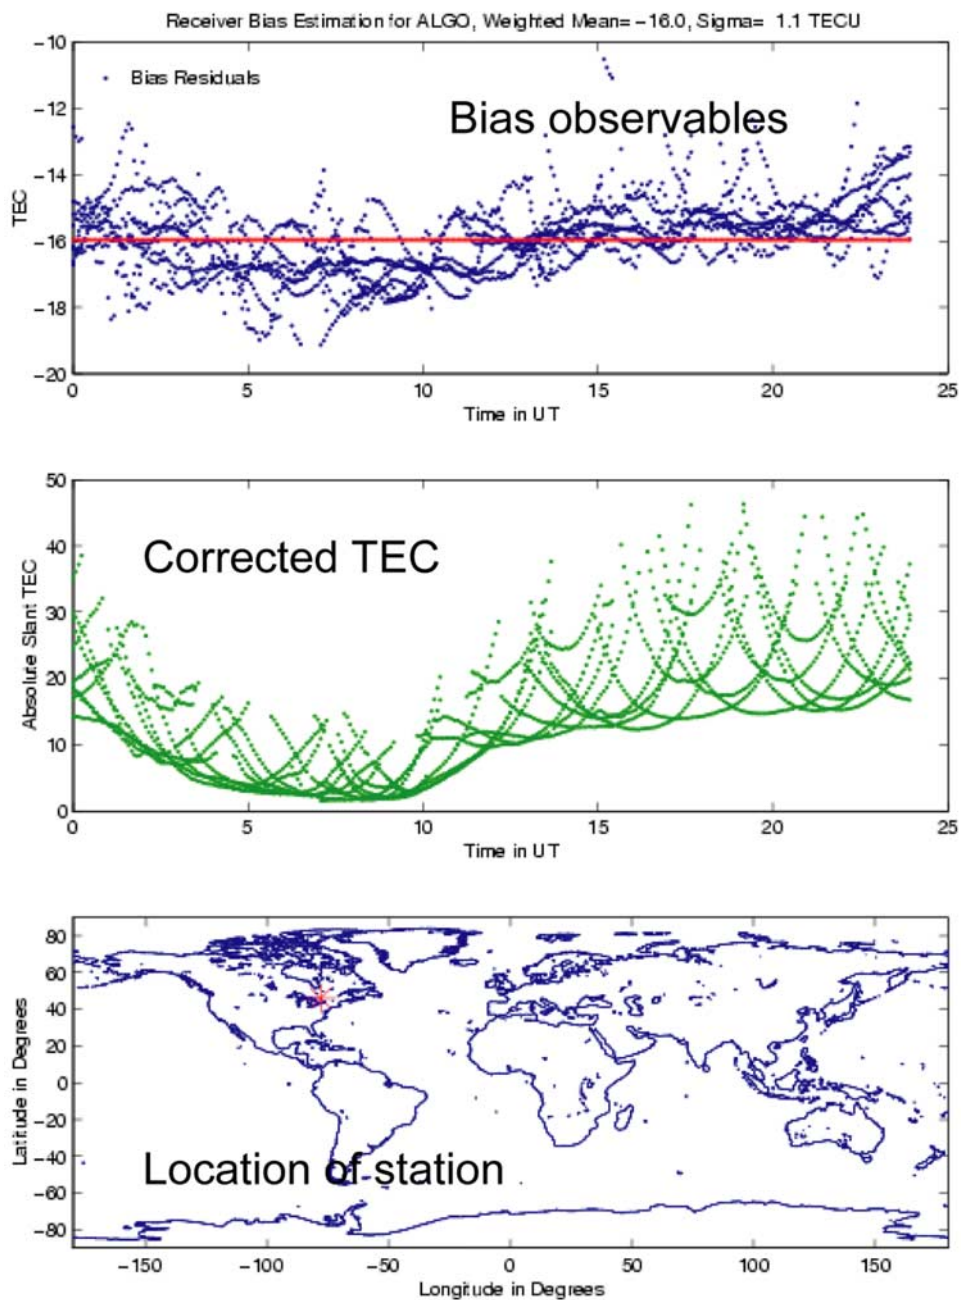 Receiver Bias Estimation for ALGO, Weighted Mean= −16.0, Sigma=  1.1 TECU
−10
−12
−14
−16
−18
−20
TEC
Bias Residuals
Bias observables
0 5 10 15 20 25
Time in UT
50
40
30
20
10
0
Absolute Slant TEC
Corrected TEC
0 5 10 15 20 25
Time in UT
80
60
40
20
0
−20
−40
−60
−80
Latitude in Degrees
Location of station
−150 −100 −50 0 50 100 150
Longitude in Degrees